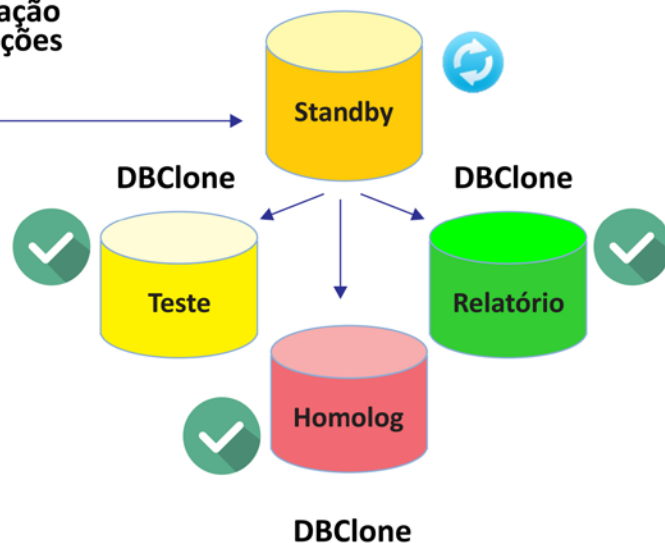 ação
ções
Standby
DBClone
DBClone
Teste
Relatório
Homolog
DBClone